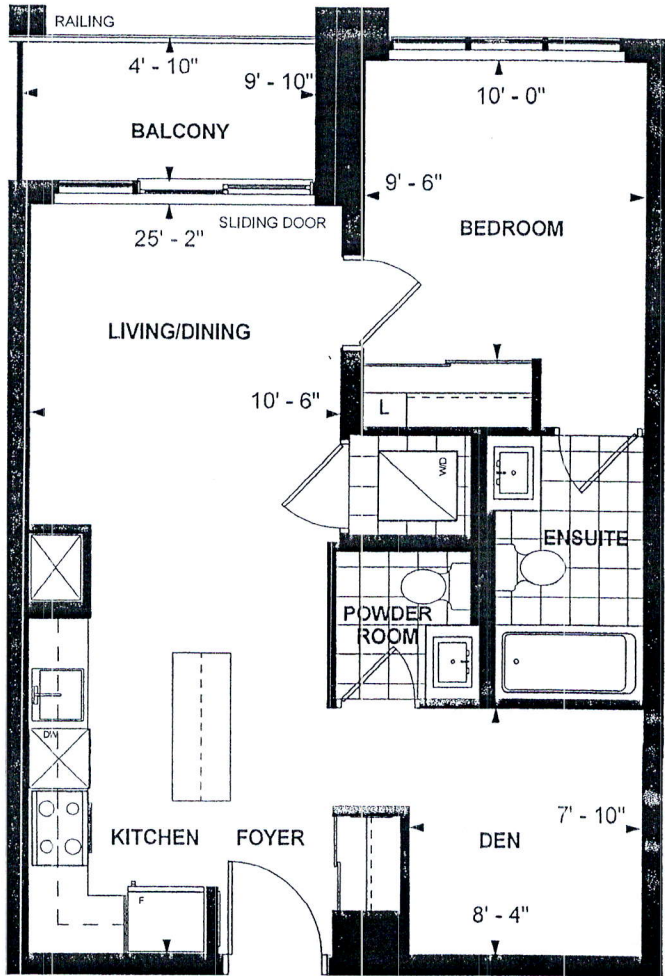 RAILING
4' - 10"
9' - 10"
BALCONY
10' - 0"
9' - 6"
SLIDING DOOR
25' - 2"
BEDROOM
LIVING/DINING
10' - 6"
L
W/D
ENSUITE
POWDER
ROOM
DW
KITCHEN
FOYER
DEN
7' - 10"
F
8' - 4"